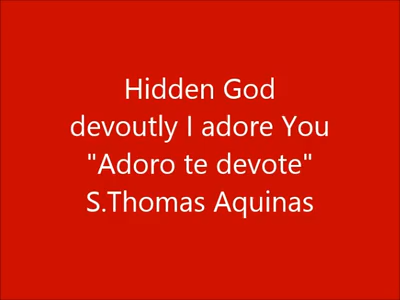 Hidden God
devoutly I adore You
"Adoro te devote"
S.Thomas Aquinas